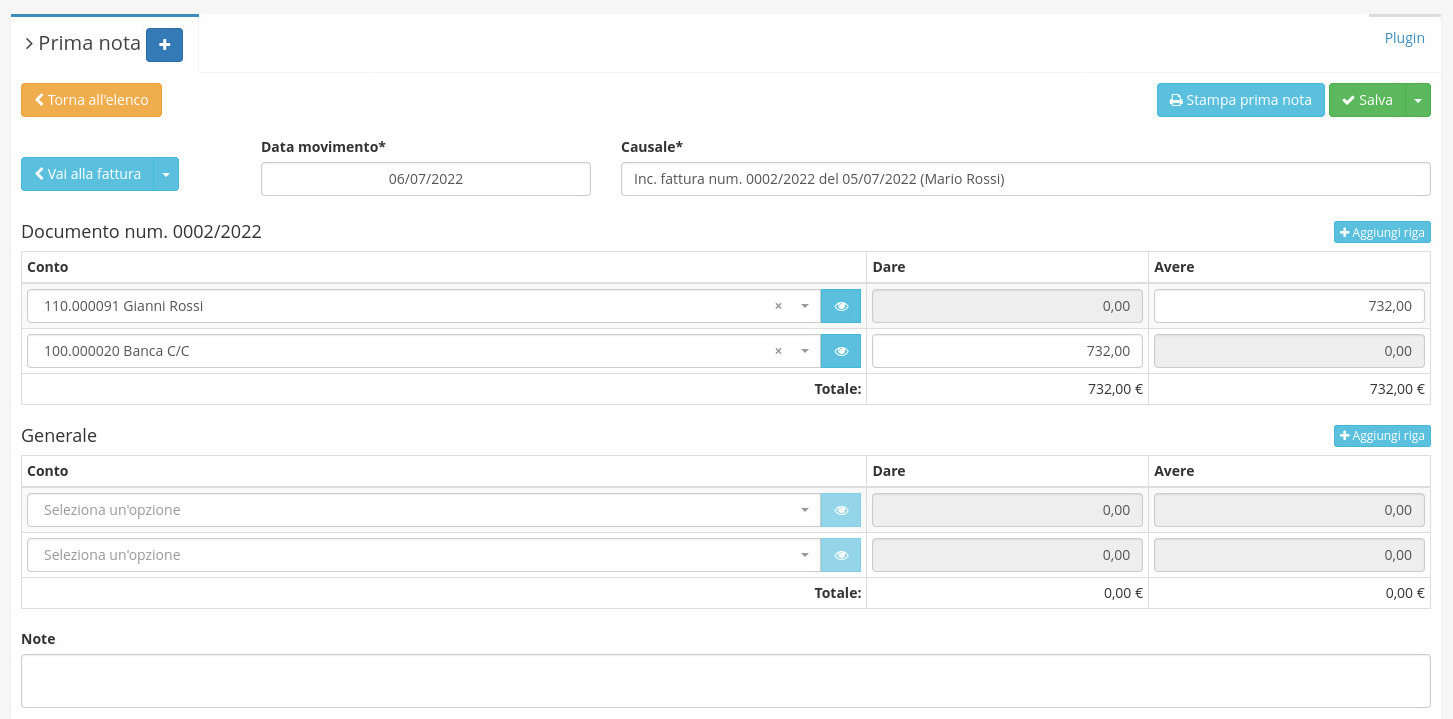 Prima nota
Plugin
Torna all'elenco
Stampa prima nota
Salva
Vai alla fattura
Data movimento*
Causale*
06/07/2022
Inc. fattura num. 0002/2022 del 05/07/2022 (Mario Rossi)
Documento num. 0002/2022
Aggiungi riga
Conto Dare Avere
110.000091 Gianni Rossi × 0,00 732,00
100.000020 Banca C/C × 732,00 0,00
Totale: 732,00 € 732,00 €
Generale
Aggiungi riga
Conto Dare Avere
Seleziona un'opzione 0,00 0,00
Seleziona un'opzione 0,00 0,00
Totale: 0,00 € 0,00 €
Note